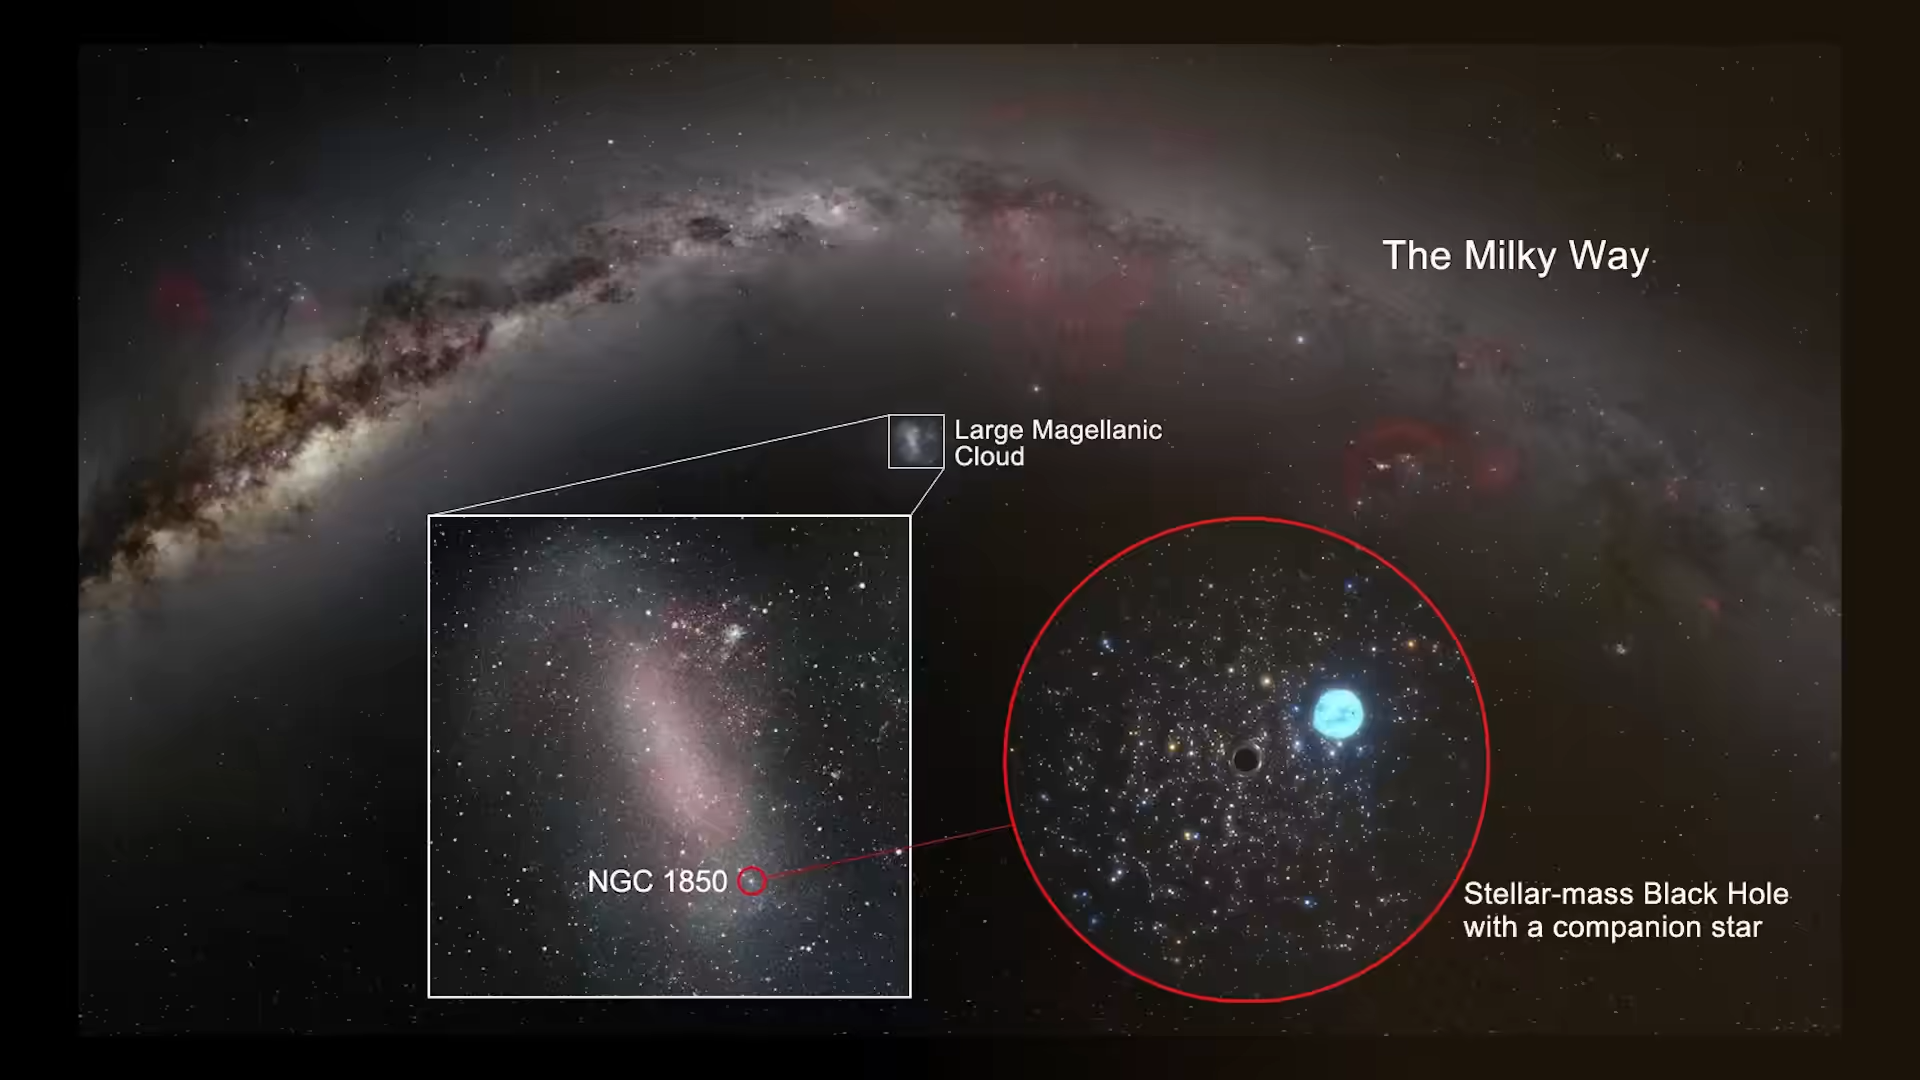 The Milky Way
Large Magellanic
Cloud
NGC 1850
Stellar-mass Black Hole
with a companion star